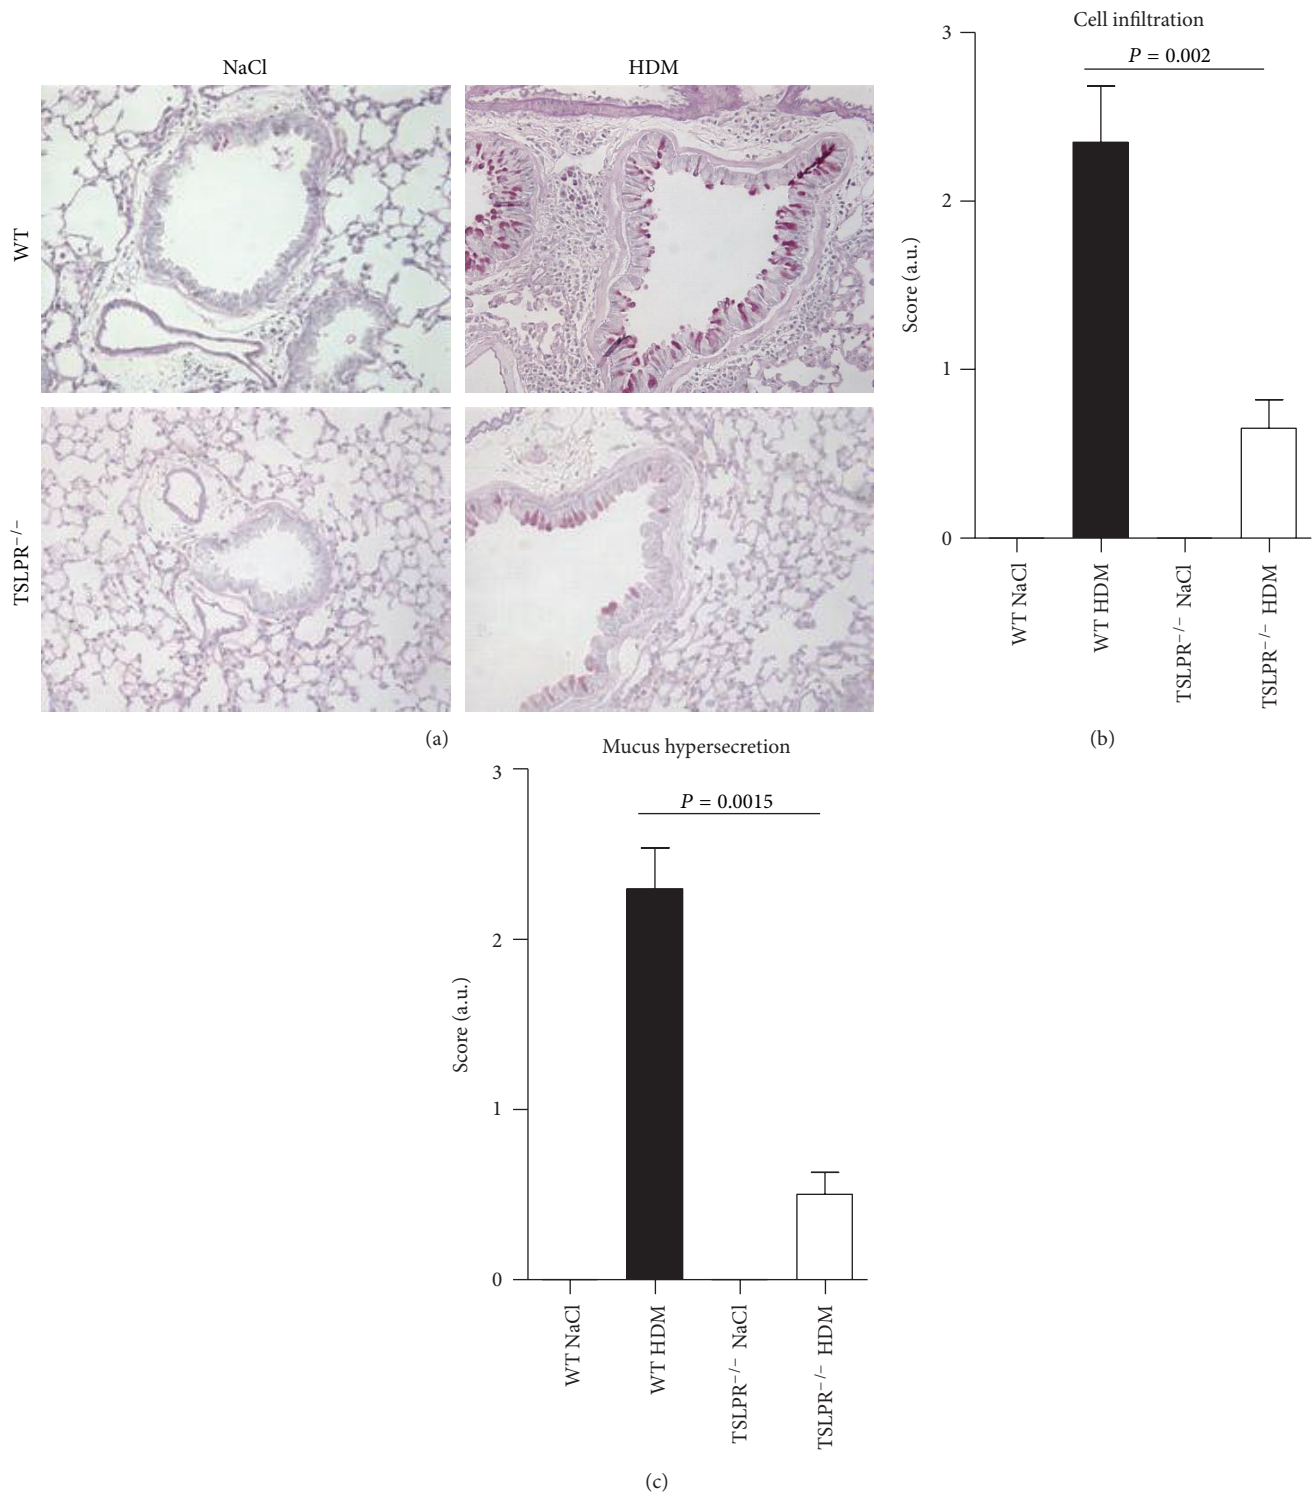 NaCl
HDM
WT
TSLPR−/−
(a)
Cell infiltration
P = 0.002
3
2
1
0
Score (a.u.)
WT NaCl
WT HDM
TSLPR−/− NaCl
TSLPR−/− HDM
(b)
Mucus hypersecretion
P = 0.0015
3
2
1
0
Score (a.u.)
WT NaCl
WT HDM
TSLPR−/− NaCl
TSLPR−/− HDM
(c)